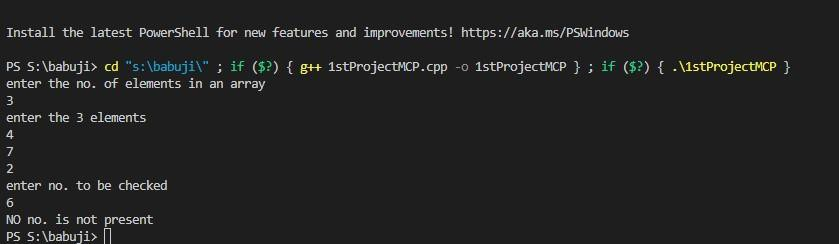 Install the latest PowerShell for new features and improvements! https://aka.ms/PSWindows
PS S:\babuji> cd "s:\babuji\" ; if ($?) { g++ 1stProjectMCP.cpp -o 1stProjectMCP } ; if ($?) { .\1stProjectMCP }
enter the no. of elements in an array
3
enter the 3 elements
4
7
2
enter no. to be checked
6
NO no. is not present
PS S:\babuji>